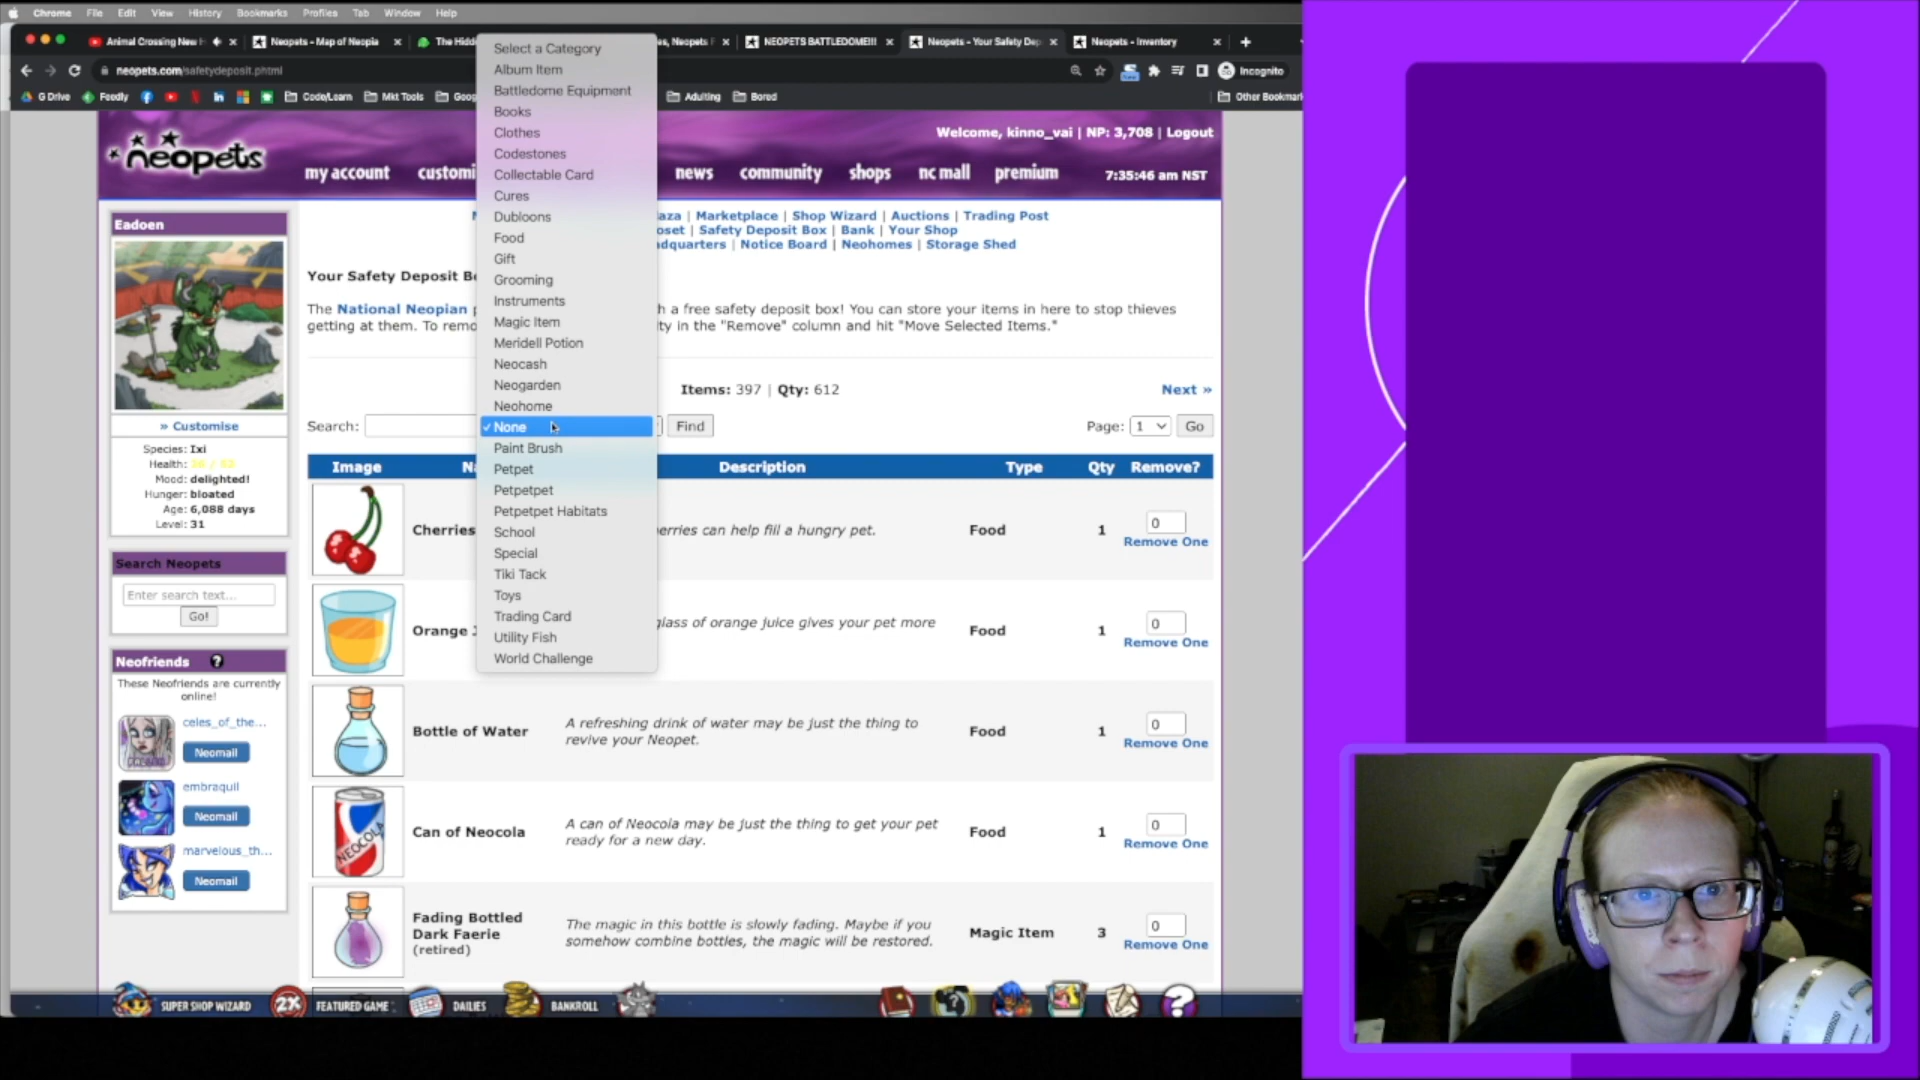 Chrome File Edit View History Bookmarks Profiles Tab Window Help
Animal Crossing New H
Neopets - Map of Neopia
The Hidd
es, Neopets F
NEOPETS BATTLEDOME!!!
Neopets - Your Safety Dep
Neopets - Inventory
neopets.com/safetydeposit.phtml
Incognito
G Drive Feedly Code/Learn Mkt Tools Goog Adulting Bored Other Bookmar
Select a Category
Album Item
Battledome Equipment
Books
Clothes
Codestones
Collectable Card
Cures
Dubloons
Food
Gift
Grooming
Instruments
Magic Item
Meridell Potion
Neocash
Neogarden
Neohome
✓ None
Paint Brush
Petpet
Petpetpet
Petpetpet Habitats
School
Special
Tiki Tack
Toys
Trading Card
Utility Fish
World Challenge
neopets
Welcome, kinno_vai | NP: 3,708 | Logout
my account customi news community shops nc mall premium
7:35:46 am NST
Eadoen
» Customise
Species: Ixi
Mood: delighted!
Hunger: bloated
Age: 6,088 days
Level: 31
Search Neopets
Enter search text...
Go!
Neofriends ?
These Neofriends are currently
online!
celes_of_the...
Neomail
embraquil
Neomail
marvelous_th...
Neomail
aza | Marketplace | Shop Wizard | Auctions | Trading Post
oset | Safety Deposit Box | Bank | Your Shop
dquarters | Notice Board | Neohomes | Storage Shed
Your Safety Deposit Bo
The National Neopian p h a free safety deposit box! You can store your items in here to stop thieves
getting at them. To remo ity in the "Remove" column and hit "Move Selected Items."
Items: 397 | Qty: 612
Next »
Search:
Find
Page: 1 Go
Image Na Description Type Qty Remove?
Cherries erries can help fill a hungry pet. Food 1 0
Remove One
Orange J glass of orange juice gives your pet more Food 1 0
Remove One
Bottle of Water
A refreshing drink of water may be just the thing to
revive your Neopet.
Food 1 0
Remove One
NEOCOLA
Can of Neocola
A can of Neocola may be just the thing to get your pet
ready for a new day.
Food 1 0
Remove One
Fading Bottled
Dark Faerie
(retired)
The magic in this bottle is slowly fading. Maybe if you
somehow combine bottles, the magic will be restored.
Magic Item 3 0
Remove One
SUPER SHOP WIZARD 2X FEATURED GAME DAILIES BANKROLL ?